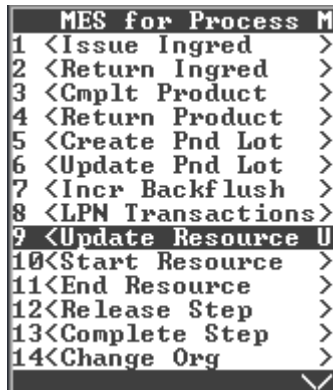 MES for Process M
1 <Issue Ingred >
2 <Return Ingred >
3 <Cmplt Product >
4 <Return Product >
5 <Create Pnd Lot >
6 <Update Pnd Lot >
7 <Incr Backflush >
8 <LPN Transactions>
9 <Update Resource U
10<Start Resource >
11<End Resource >
12<Release Step >
13<Complete Step >
14<Change Org >